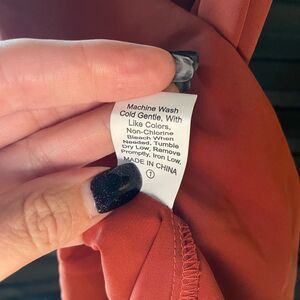 Machine Wash
Cold Gentle, With
Like Colors,
Non-Chlorine
Bleach When
Needed, Tumble
Dry Low, Remove
Promptly, Iron Low,
MADE IN CHINA
1